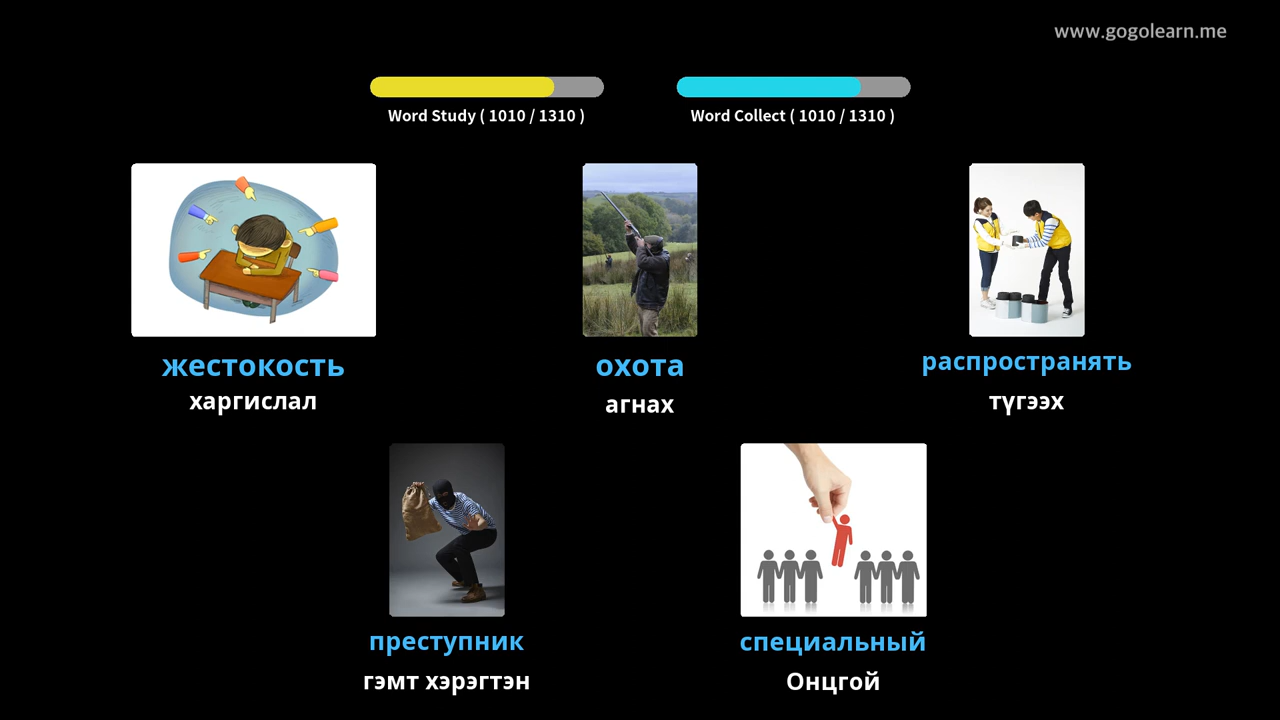 www.gogolearn.me
Word Study ( 1010 / 1310 )
Word Collect ( 1010 / 1310 )
жестокость
харгислал
охота
агнах
распространять
түгээх
преступник
гэмт хэрэгтэн
специальный
Онцгой